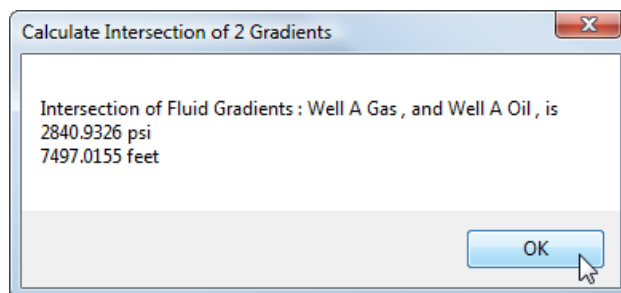 Calculate Intersection of 2 Gradients
Intersection of Fluid Gradients : Well A Gas , and Well A Oil , is
2840.9326 psi
7497.0155 feet
OK